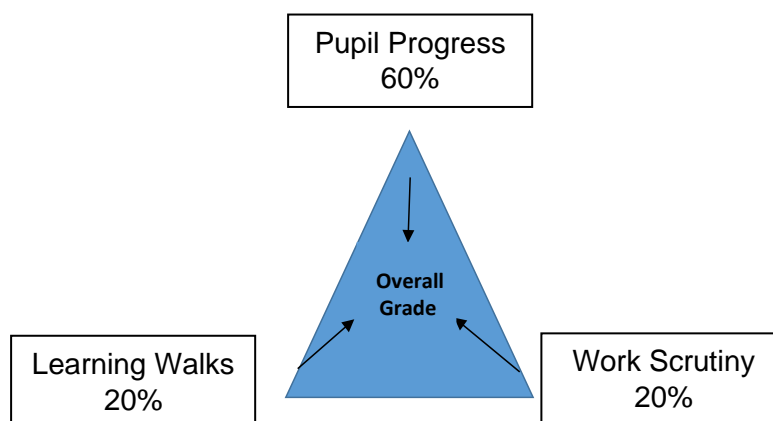 Pupil Progress
60%
Overall
Grade
Learning Walks
20%
Work Scrutiny
20%